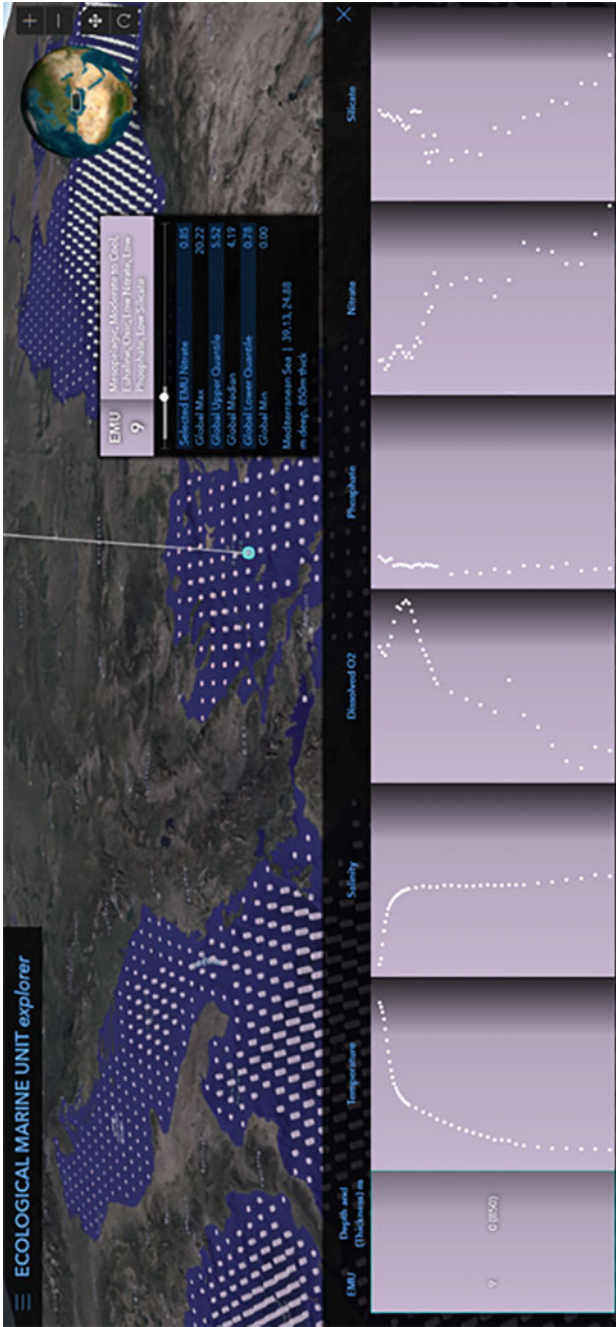 ECOLOGICAL MARINE UNIT explorer
EMU
9
Mesopelagic, Moderate to Cool,
Euhaline, Oxic, Low Nitrate, Low
Phosphate, Low Silicate
Selected EMU Nitrate 0.85
Global Max 20.22
Global Upper Quantile 5.52
Global Median 4.19
Global Lower Quantile 0.78
Global Min 0.00
Mediterranean Sea | 39.13, 24.88
m deep, 850m thick
EMU
Depth and
(Thickness) m
Temperature
Salinity
Dissolved O2
Phosphate
Nitrate
Silicate
9
0 (850)